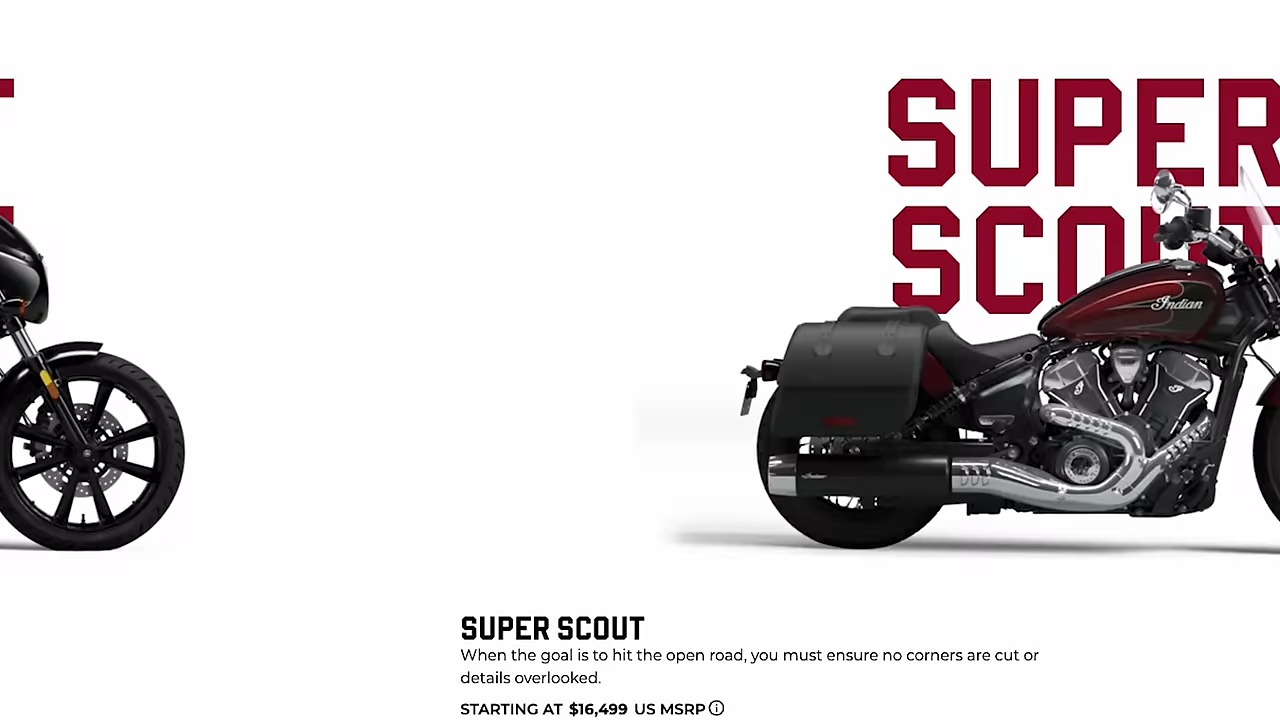 SUPER
SCOUT
Indian
SUPER SCOUT
When the goal is to hit the open road, you must ensure no corners are cut or
details overlooked.
STARTING AT $16,499 US MSRP